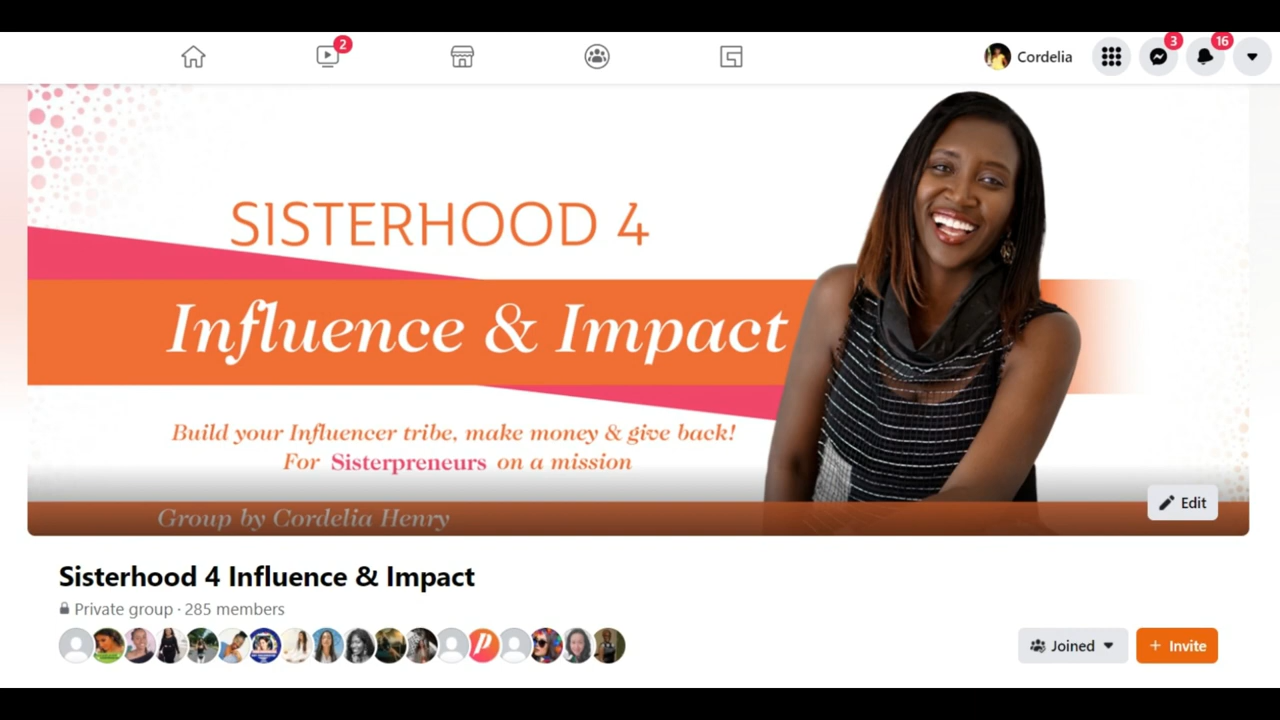 2
Cordelia
3
16
SISTERHOOD 4
Influence & Impact
Build your Influencer tribe, make money & give back!
For Sisterpreneurs on a mission
Edit
Group by Cordelia Henry
Sisterhood 4 Influence & Impact
Private group · 285 members
Joined
+ Invite